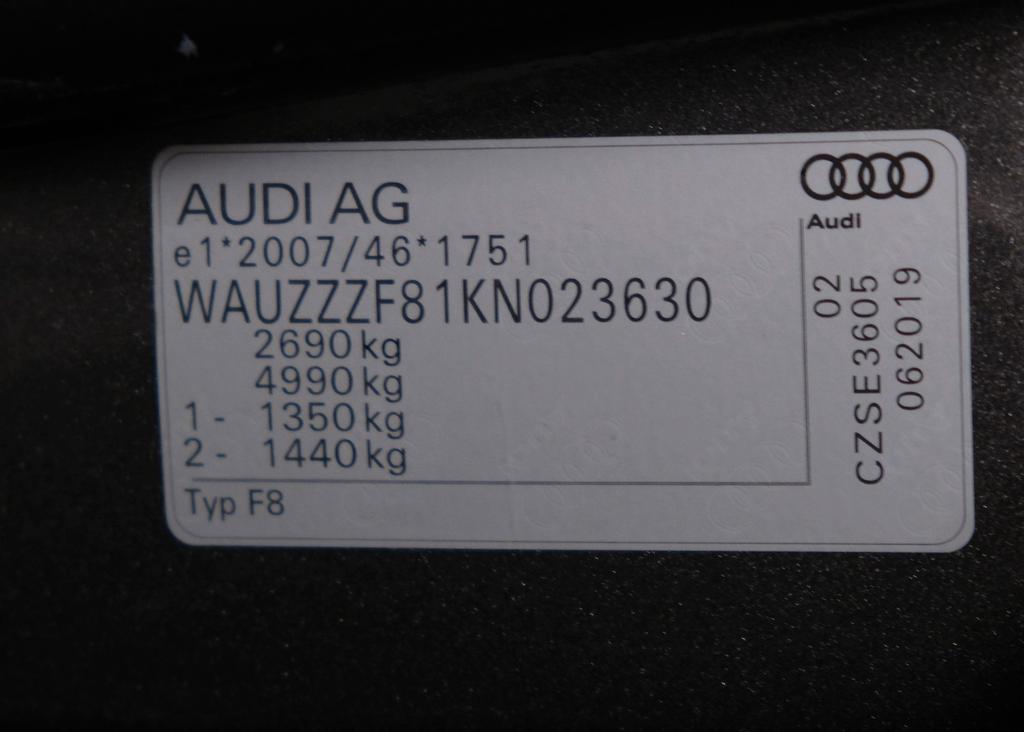 AUDI AG
e1*2007/46*1751
WAUZZZF81KN023630
2690 kg
4990 kg
1 - 1350 kg
2 - 1440 kg
Typ F8
Audi
02
CZSE3605
062019